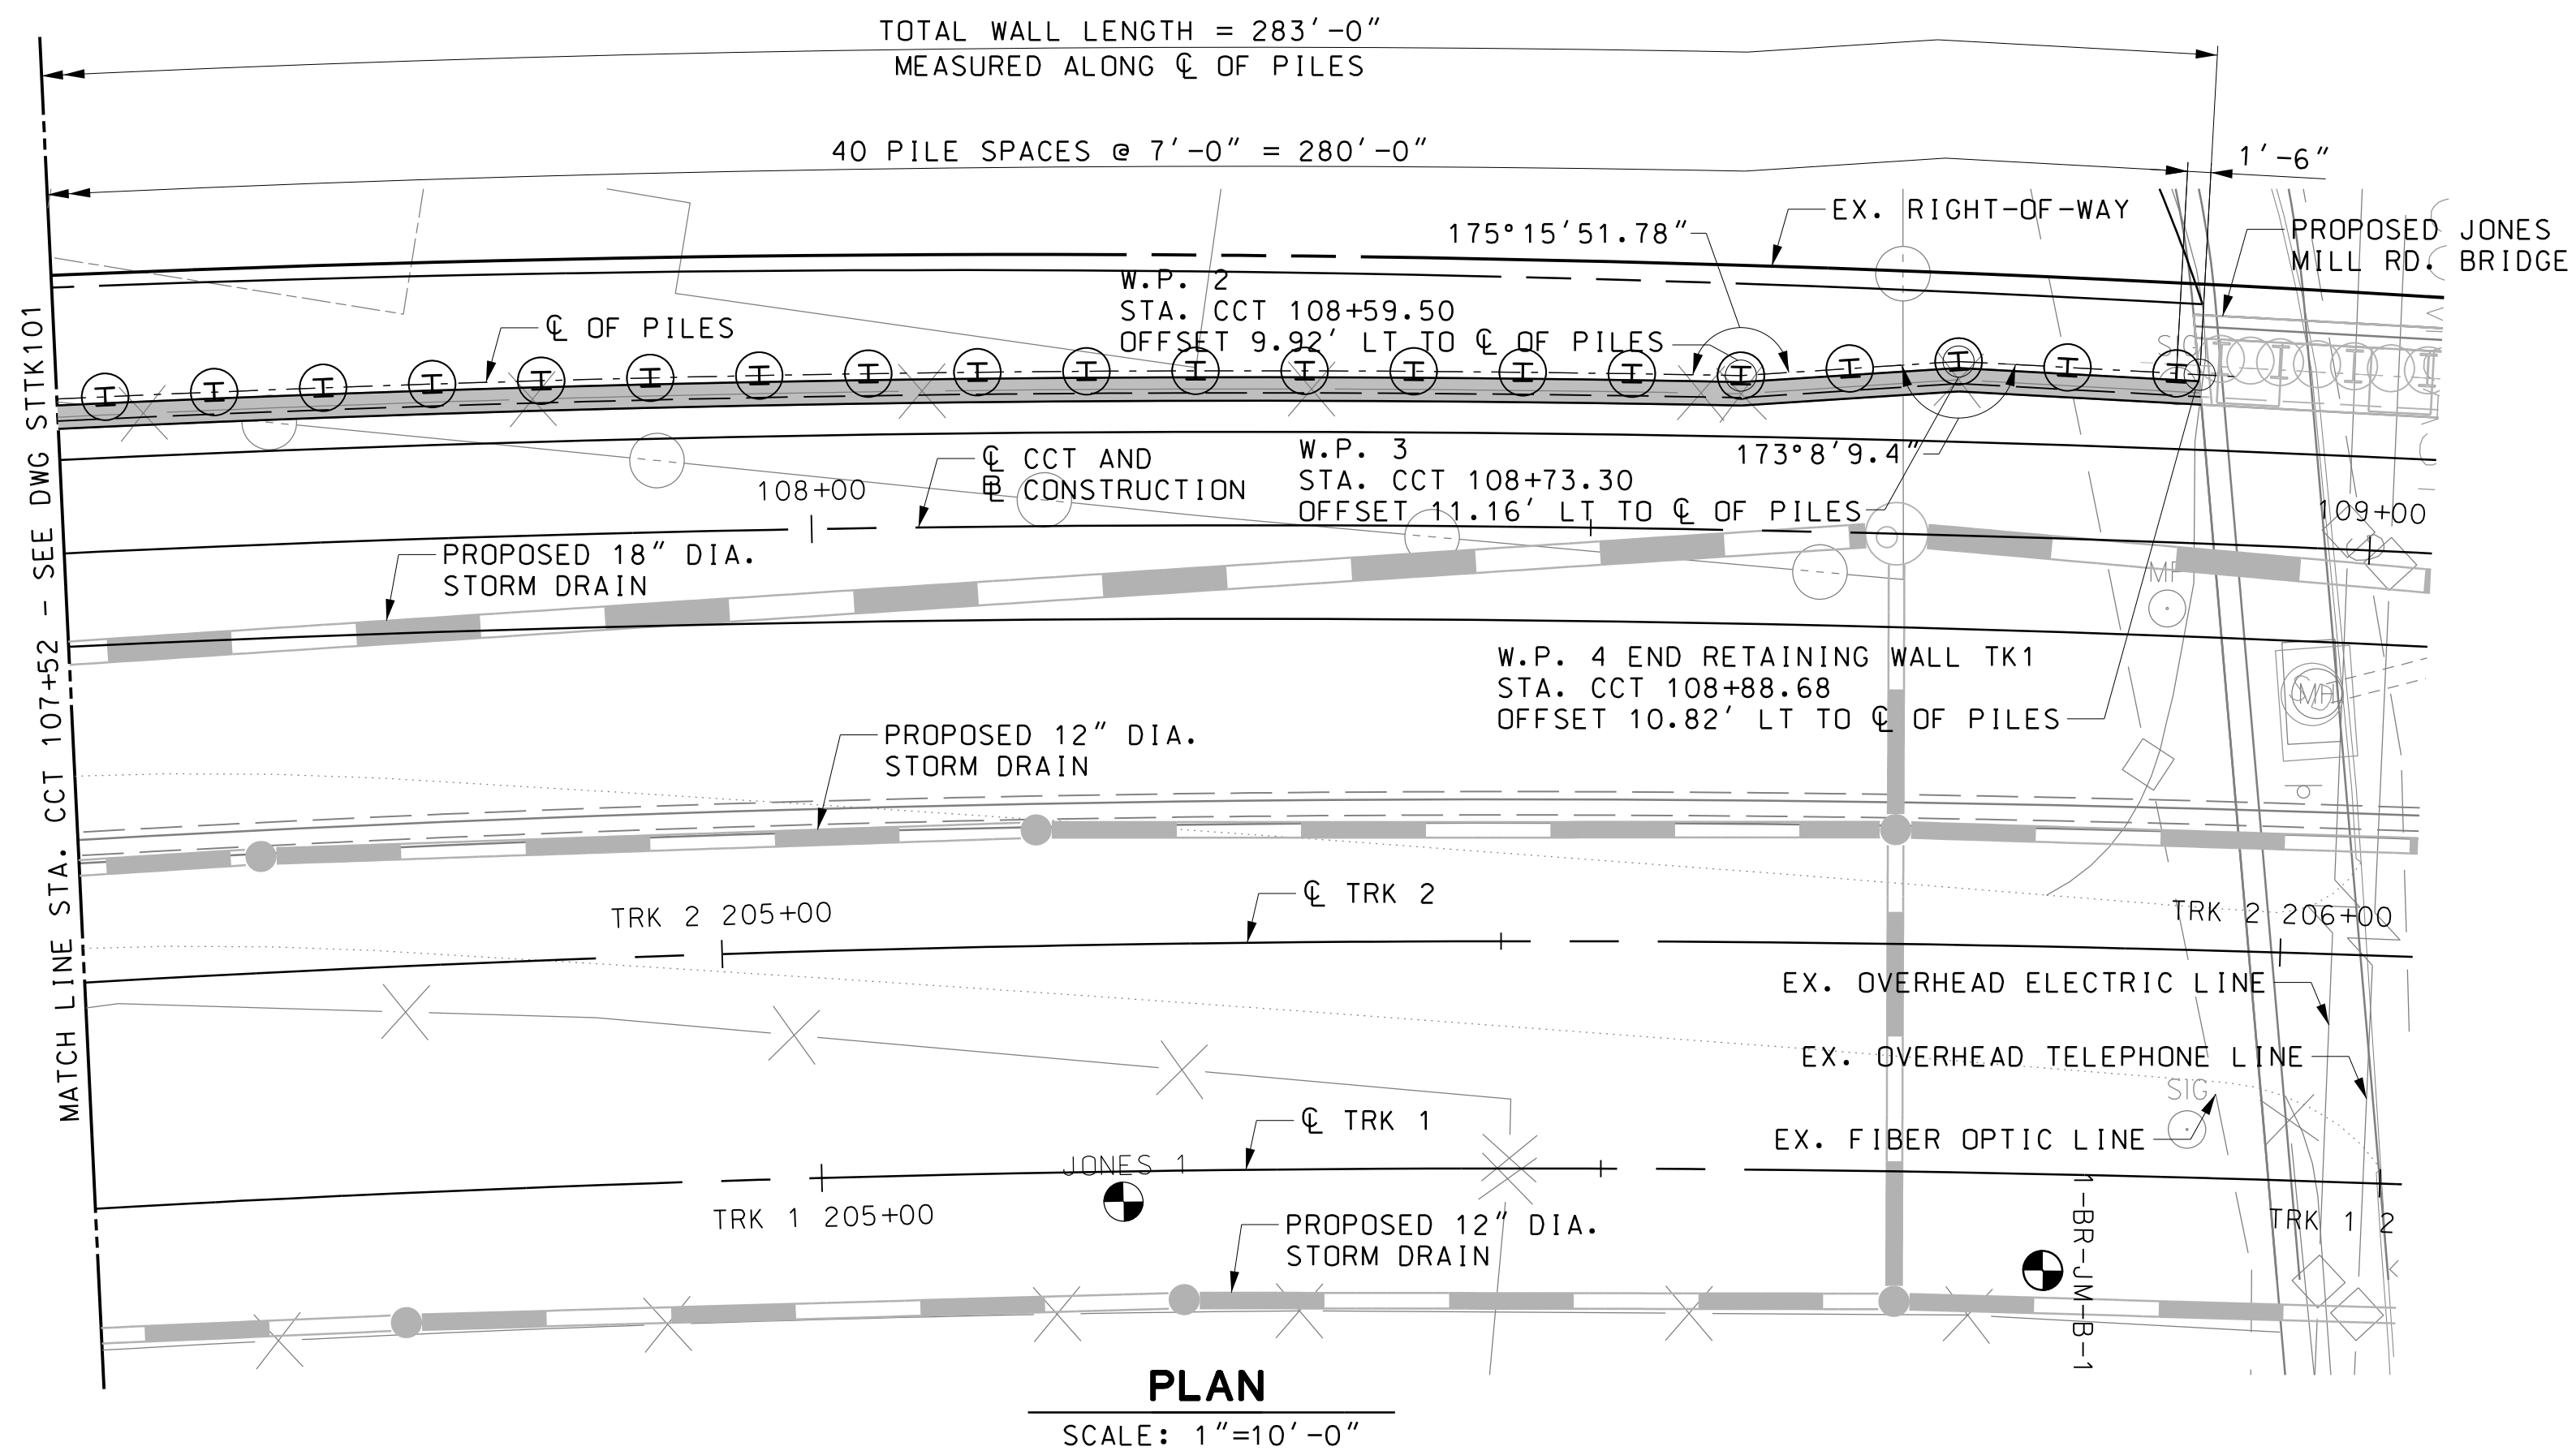 TOTAL WALL LENGTH = 283'-0"
MEASURED ALONG ℄ OF PILES
40 PILE SPACES @ 7'-0" = 280'-0"
1'-6"
EX. RIGHT-OF-WAY
175°15'51.78"
PROPOSED JONES
MILL RD. BRIDGE
W.P. 2
STA. CCT 108+59.50
OFFSET 9.92' LT TO ℄ OF PILES
℄ OF PILES
MATCH LINE STA. CCT 107+52 - SEE DWG STTK101
℄ CCT AND
BL CONSTRUCTION
108+00
W.P. 3
STA. CCT 108+73.30
OFFSET 11.16' LT TO ℄ OF PILES
173°8'9.4"
109+00
PROPOSED 18" DIA.
STORM DRAIN
W.P. 4 END RETAINING WALL TK1
STA. CCT 108+88.68
OFFSET 10.82' LT TO ℄ OF PILES
PROPOSED 12" DIA.
STORM DRAIN
℄ TRK 2
TRK 2 205+00
TRK 2 206+00
EX. OVERHEAD ELECTRIC LINE
EX. OVERHEAD TELEPHONE LINE
SIG
EX. FIBER OPTIC LINE
℄ TRK 1
JONES 1
TRK 1 205+00
TRK 1 2
1-BR-JM-B-1
PROPOSED 12" DIA.
STORM DRAIN
PLAN
SCALE: 1"=10'-0"